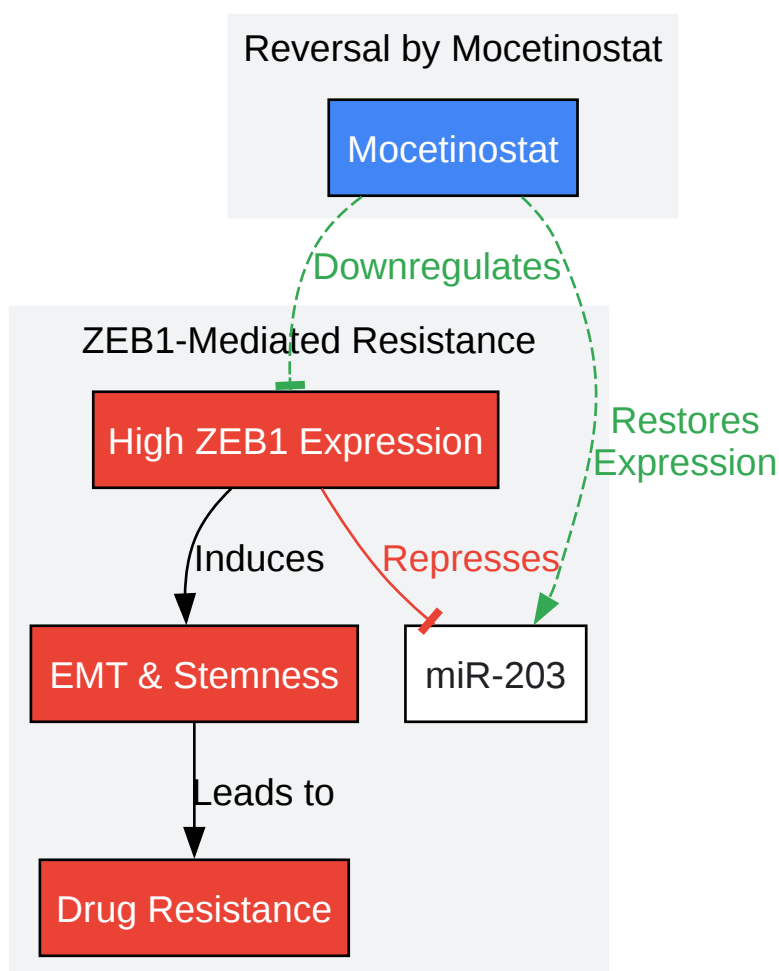 Reversal by Mocetinostat
Mocetinostat
Downregulates
ZEB1-Mediated Resistance
High ZEB1 Expression
Restores
Expression
Induces
Represses
EMT & Stemness
miR-203
Leads to
Drug Resistance